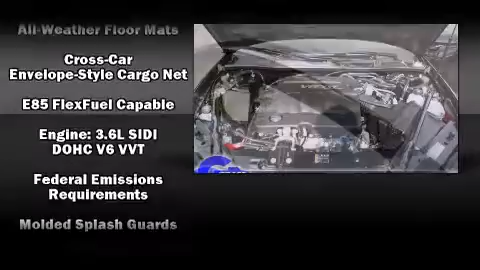 All-Weather Floor Mats
Cross-Car
Envelope-Style Cargo Net
E85 FlexFuel Capable
Engine: 3.6L SIDI
DOHC V6 VVT
Federal Emissions
Requirements
Molded Splash Guards